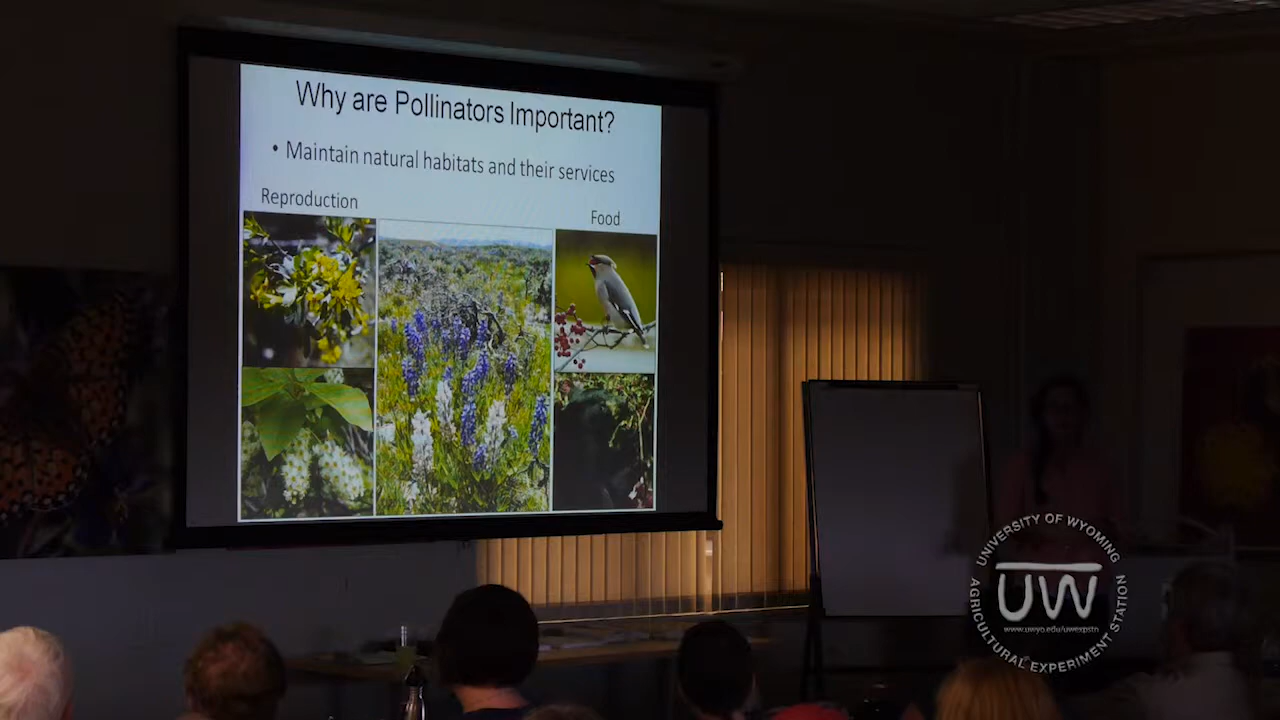 Why are Pollinators Important?
• Maintain natural habitats and their services
Reproduction
Food
UNIVERSITY OF WYOMING
UW
www.uwyo.edu/uwexpstn
AGRICULTURAL EXPERIMENT STATION